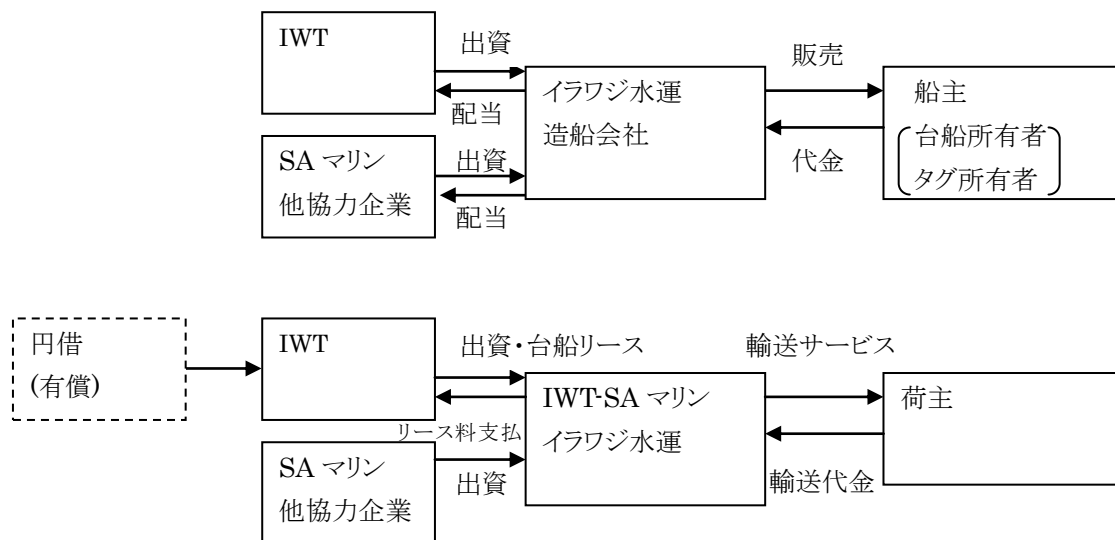 IWT
出資
配当
SA マリン
他協力企業
出資
配当
イラワジ水運
造船会社
販売
代金
船主
台船所有者
タグ所有者
円借
(有償)
IWT
出資・台船リース
リース料支払
SA マリン
他協力企業
出資
IWT-SA マリン
イラワジ水運
輸送サービス
輸送代金
荷主